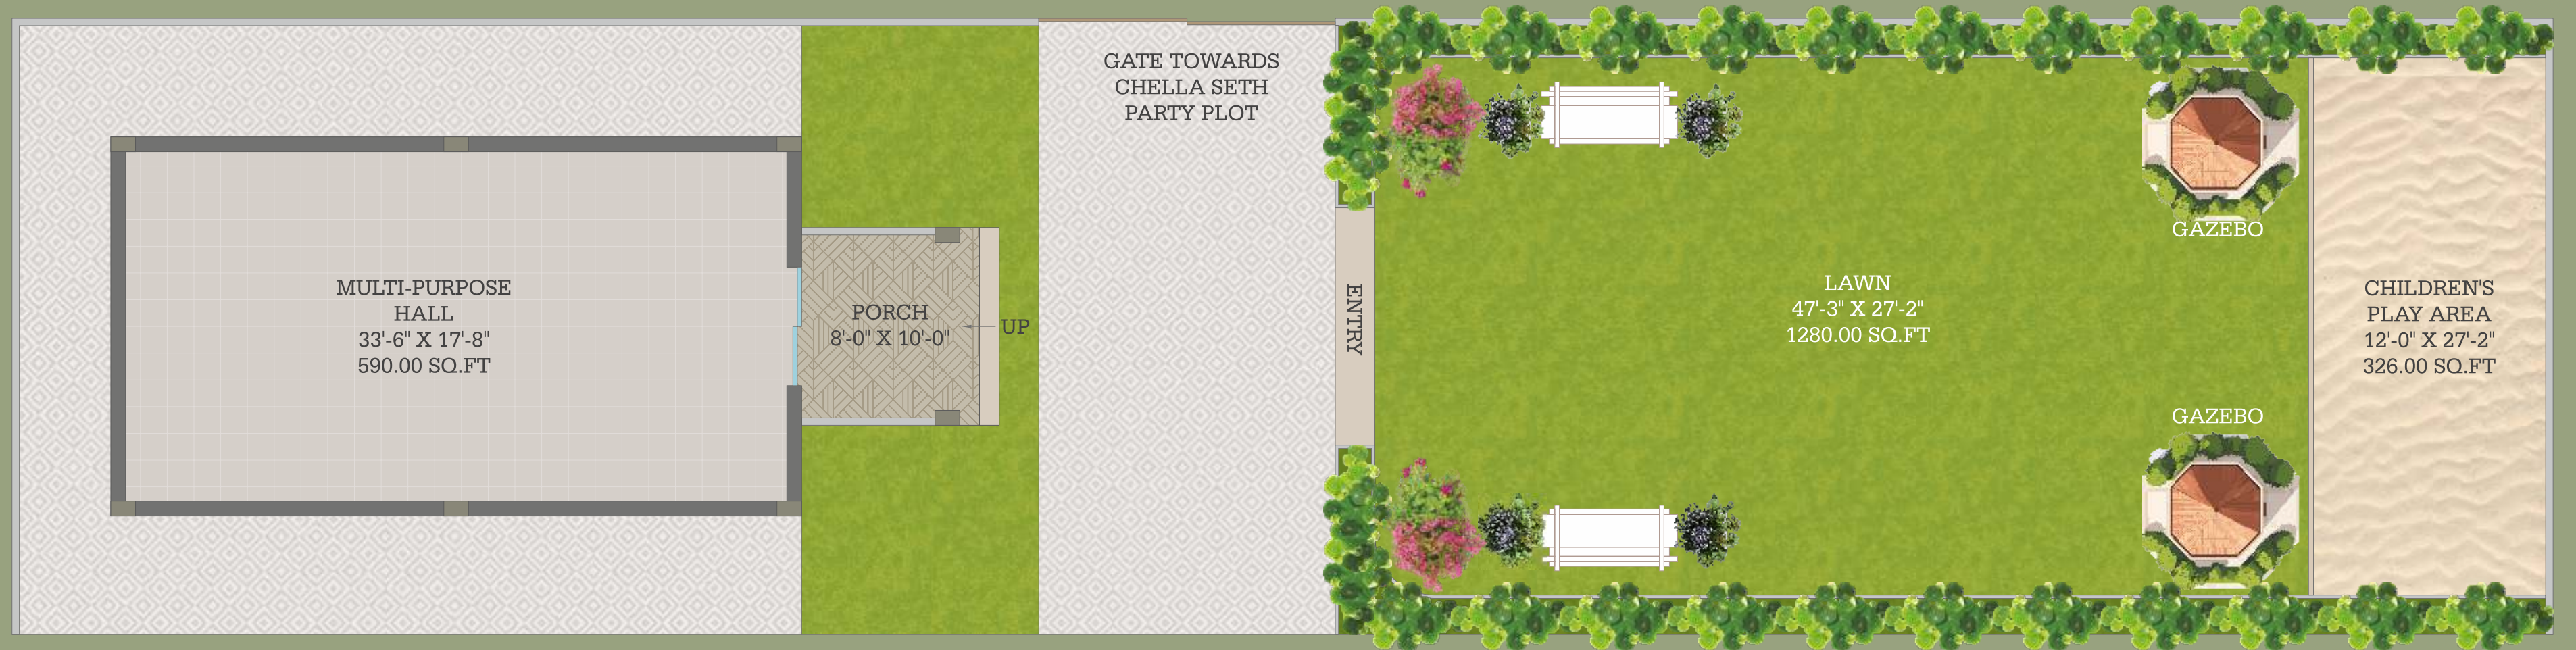 MULTI-PURPOSE
HALL
33'-6" X 17'-8"
590.00 SQ.FT
PORCH
8'-0" X 10'-0"
UP
GATE TOWARDS
CHELLA SETH
PARTY PLOT
ENTRY
LAWN
47'-3" X 27'-2"
1280.00 SQ.FT
GAZEBO
GAZEBO
CHILDREN'S
PLAY AREA
12'-0" X 27'-2"
326.00 SQ.FT